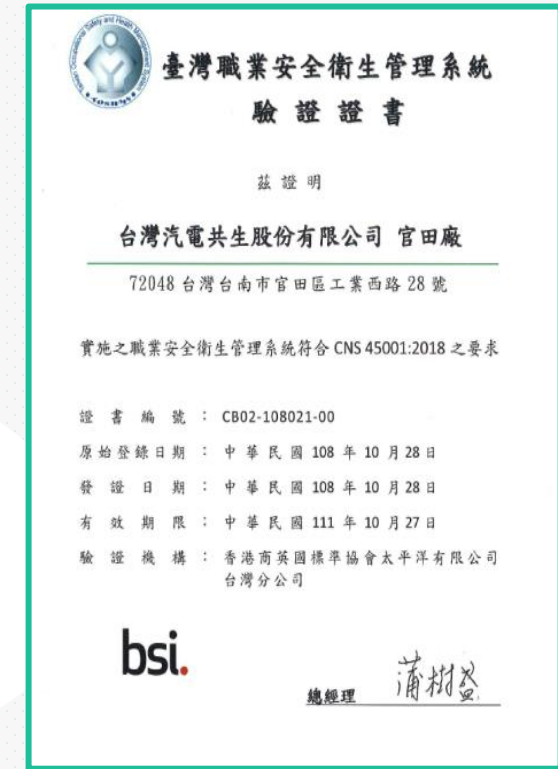 Taiwan Occupational Safety and Health Management System
TOSHMS
臺灣職業安全衛生管理系統
驗證證書
茲證明
台灣汽電共生股份有限公司 官田廠
72048 台灣台南市官田區工業西路 28 號
實施之職業安全衛生管理系統符合 CNS 45001:2018 之要求
證書編號：CB02-108021-00
原始登錄日期：中華民國 108 年 10 月 28 日
發證日期：中華民國 108 年 10 月 28 日
有效期限：中華民國 111 年 10 月 27 日
驗證機構：香港商英國標準協會太平洋有限公司
台灣分公司
bsi.
總經理 蒲樹盛